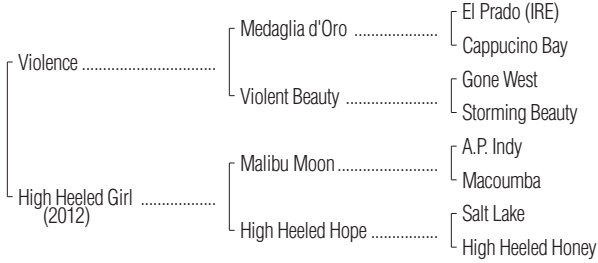 El Prado (IRE)
Medaglia d'Oro ....................
Cappucino Bay
Violence ................................
Gone West
Violent Beauty ......................
Storming Beauty
A.P. Indy
Malibu Moon ........................
Macoumba
High Heeled Girl ..................
(2012)
Salt Lake
High Heeled Hope ................
High Heeled Honey